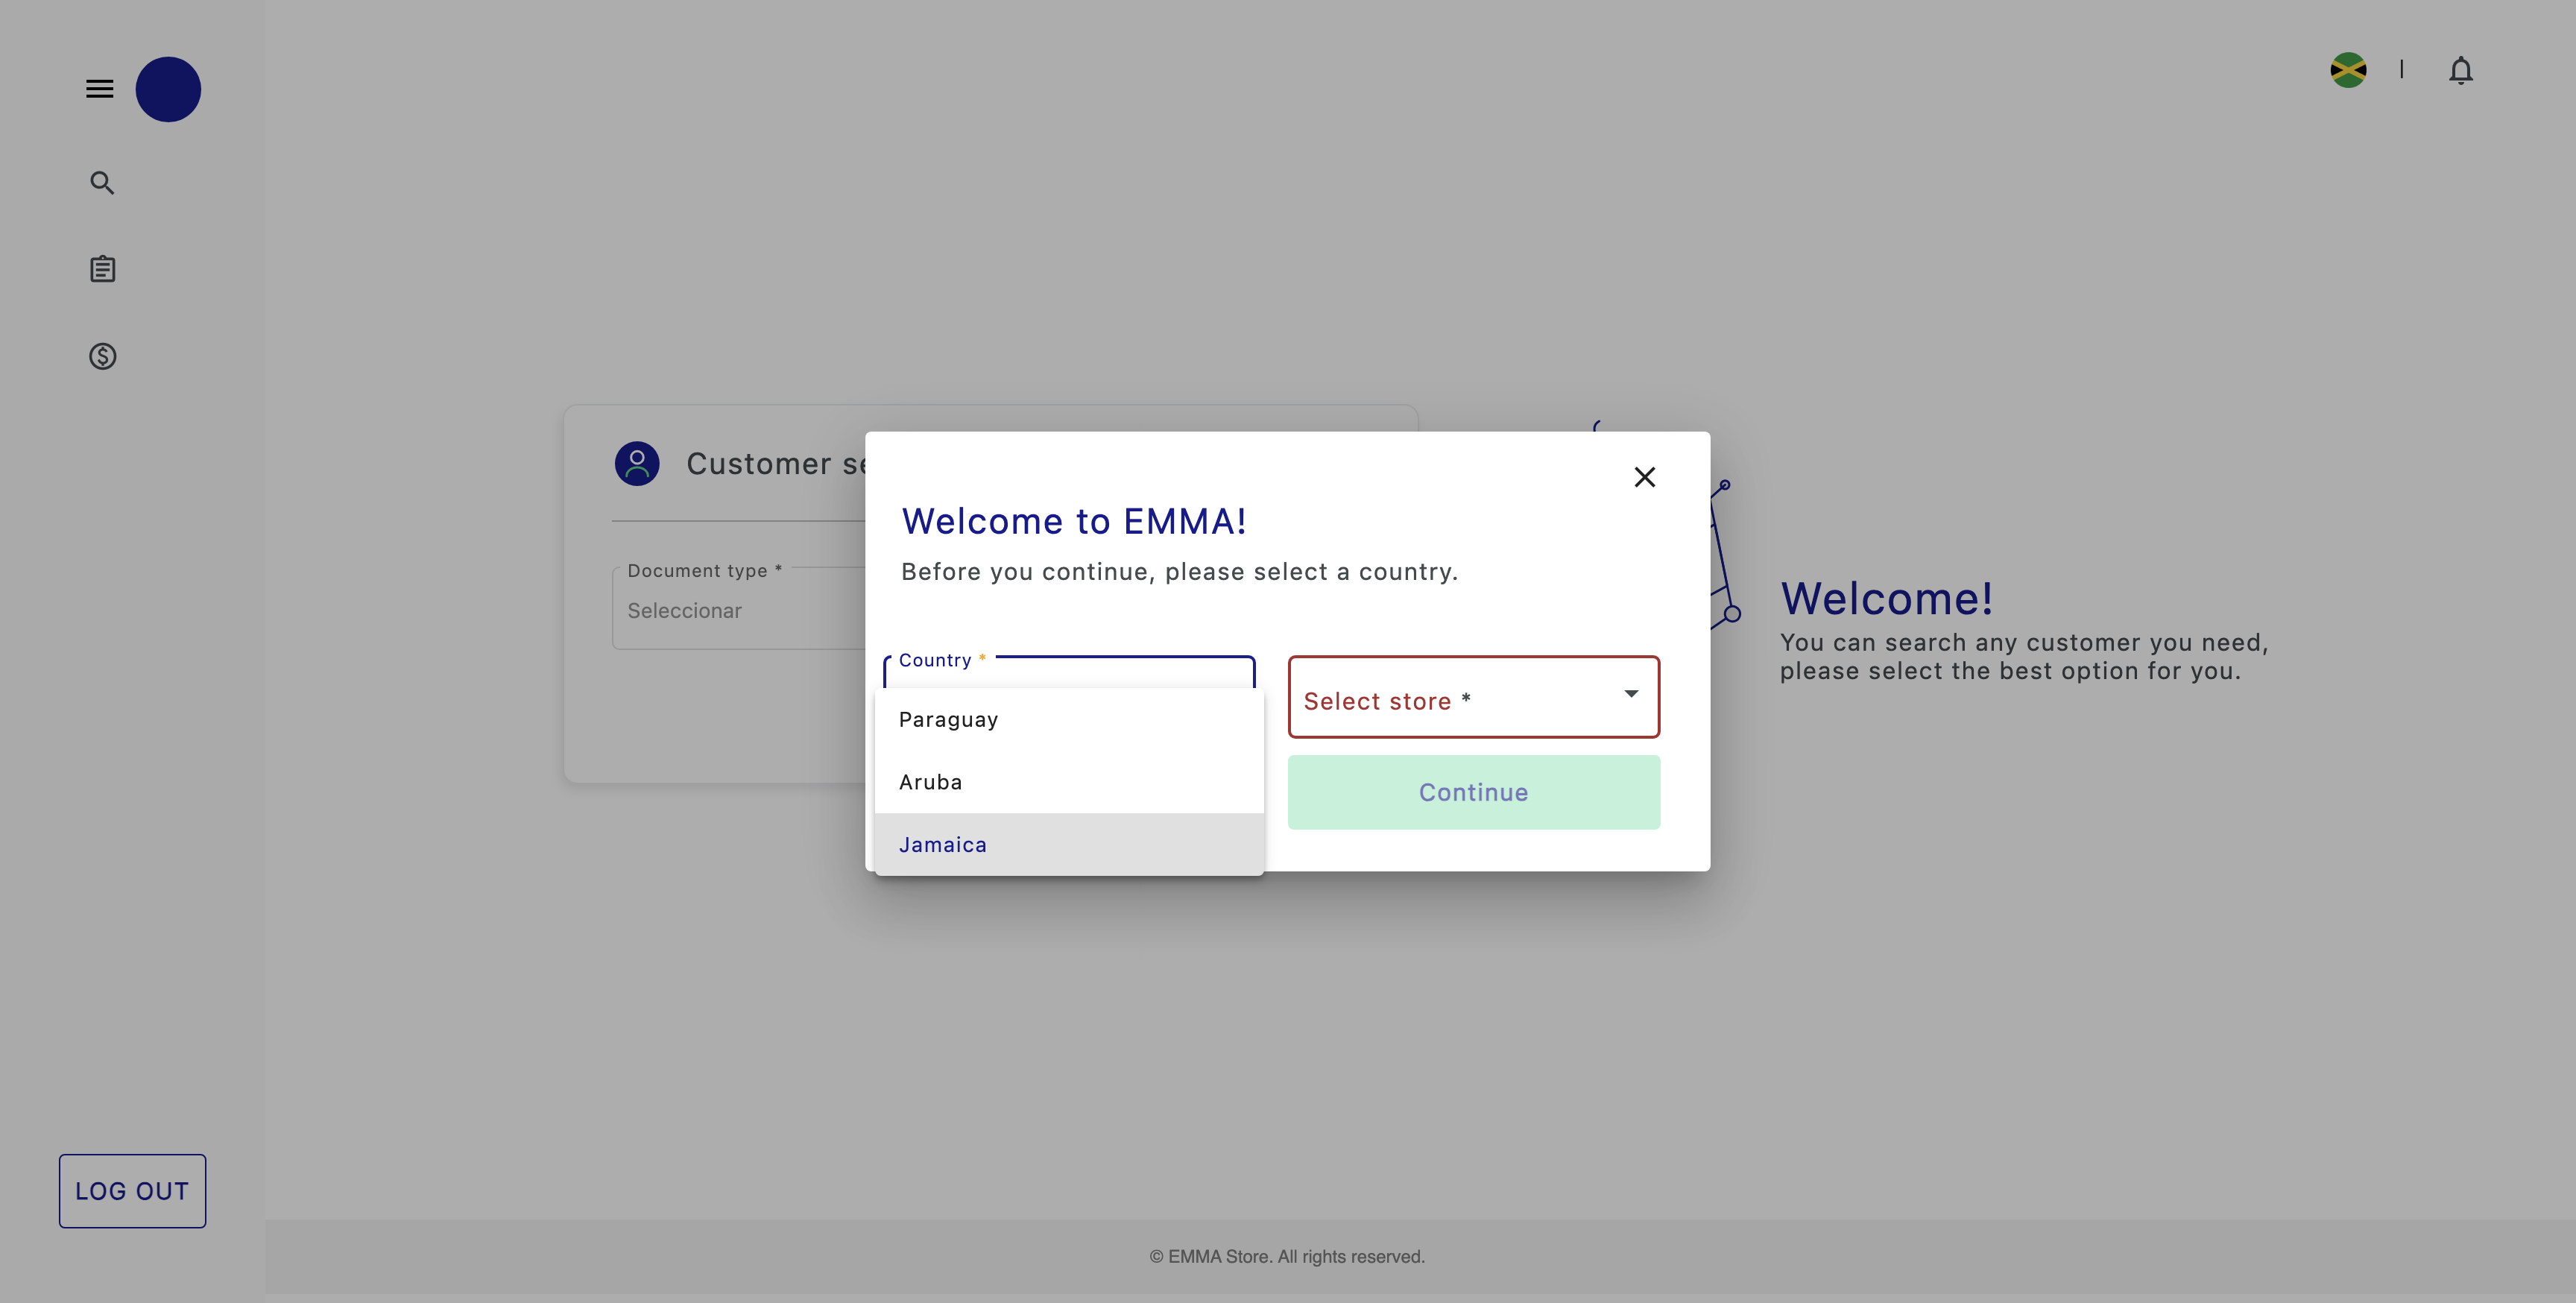 Customer se
Document type *
Seleccionar
Welcome to EMMA!
Before you continue, please select a country.
Country *
Paraguay
Aruba
Jamaica
Select store *
Continue
Welcome!
You can search any customer you need,
please select the best option for you.
LOG OUT
© EMMA Store. All rights reserved.